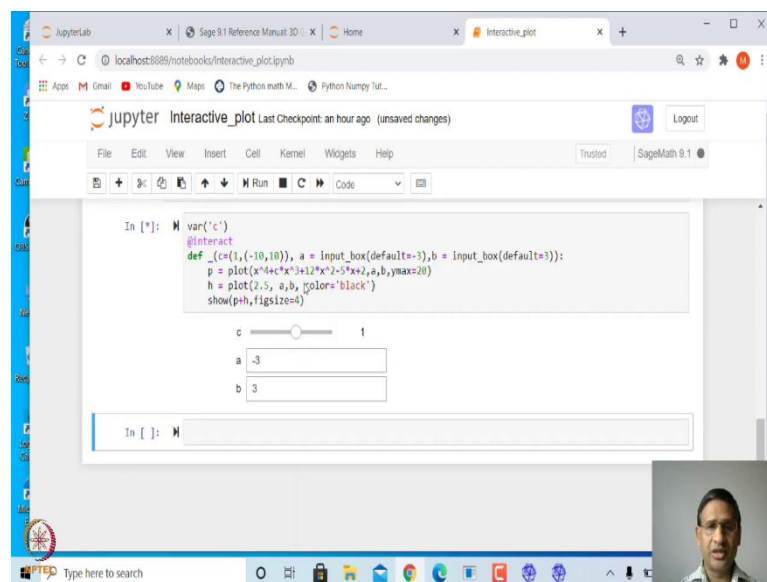 JupyterLab
Sage 9.1 Reference Manual: 3D G
Home
Interactive_plot
localhost:8889/notebooks/Interactive_plot.ipynb
Apps
Gmail
YouTube
Maps
The Python math M...
Python Numpy Tut...
jupyter Interactive_plot Last Checkpoint: an hour ago (unsaved changes)
Logout
File Edit View Insert Cell Kernel Widgets Help
Trusted
SageMath 9.1
Run
Code
In [*]:
var('c')
@interact
def _(c=(1,(-10,10)), a = input_box(default=-3),b = input_box(default=3)):
p = plot(x^4+c*x^3+12*x^2-5*x+2,a,b,ymax=20)
h = plot(2.5, a,b, color='black')
show(p+h,figsize=4)
c 1
a -3
b 3
In [ ]:
Type here to search